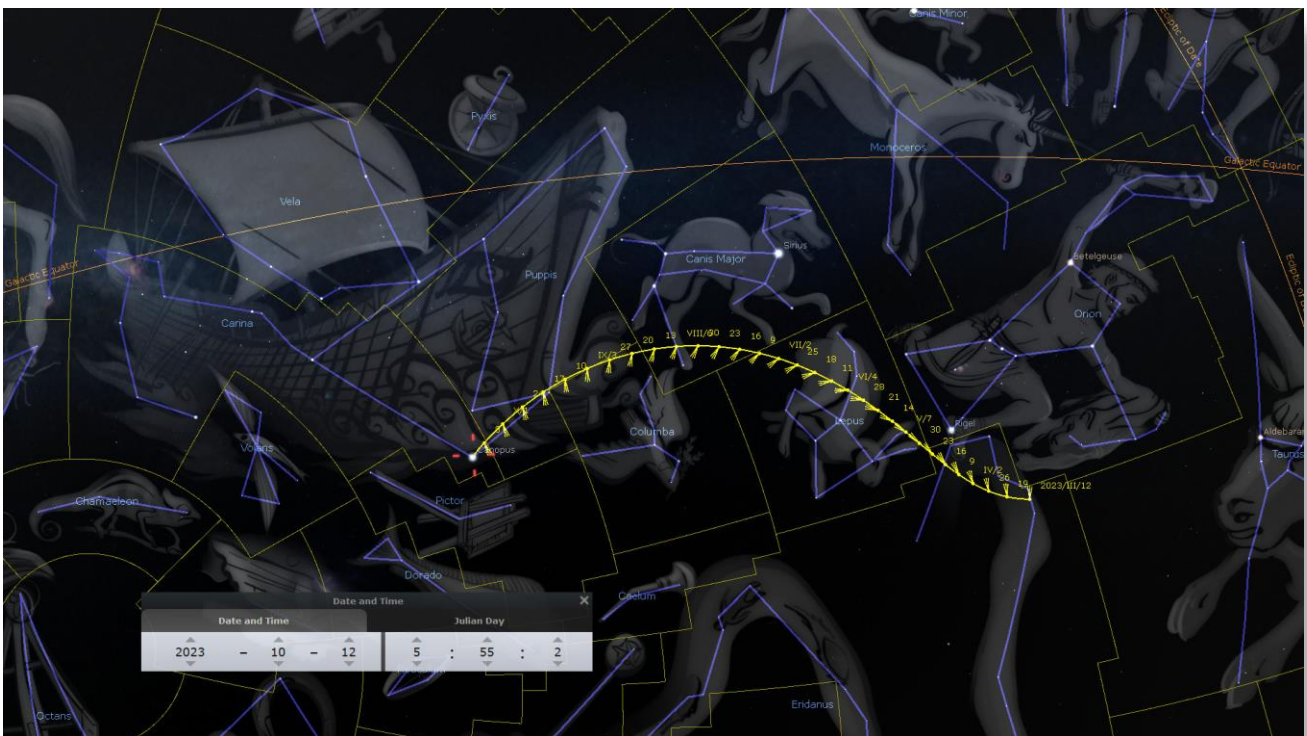 Canis Minor
Ecliptic of Date
Pyxis
Monoceros
Galactic Equator
Vela
Sirius
Betelgeuse
Canis Major
Ecliptic of D
Galactic Equator
Puppis
Orion
Carina
VIII/6
30
23
16
9
VII/2
13
20
27
IX/3
10
25
18
11
VI/4
28
21
14
V/7
30
23
16
9
IV/2
26
19
2023/III/12
Rigel
Lepus
Columba
Aldebaran
Taurus
Canopus
Volans
Pictor
Chamaeleon
Dorado
Caelum
Date and Time
Date and Time
Julian Day
2023 – 10 – 12
5 : 55 : 2
Eridanus
Octans